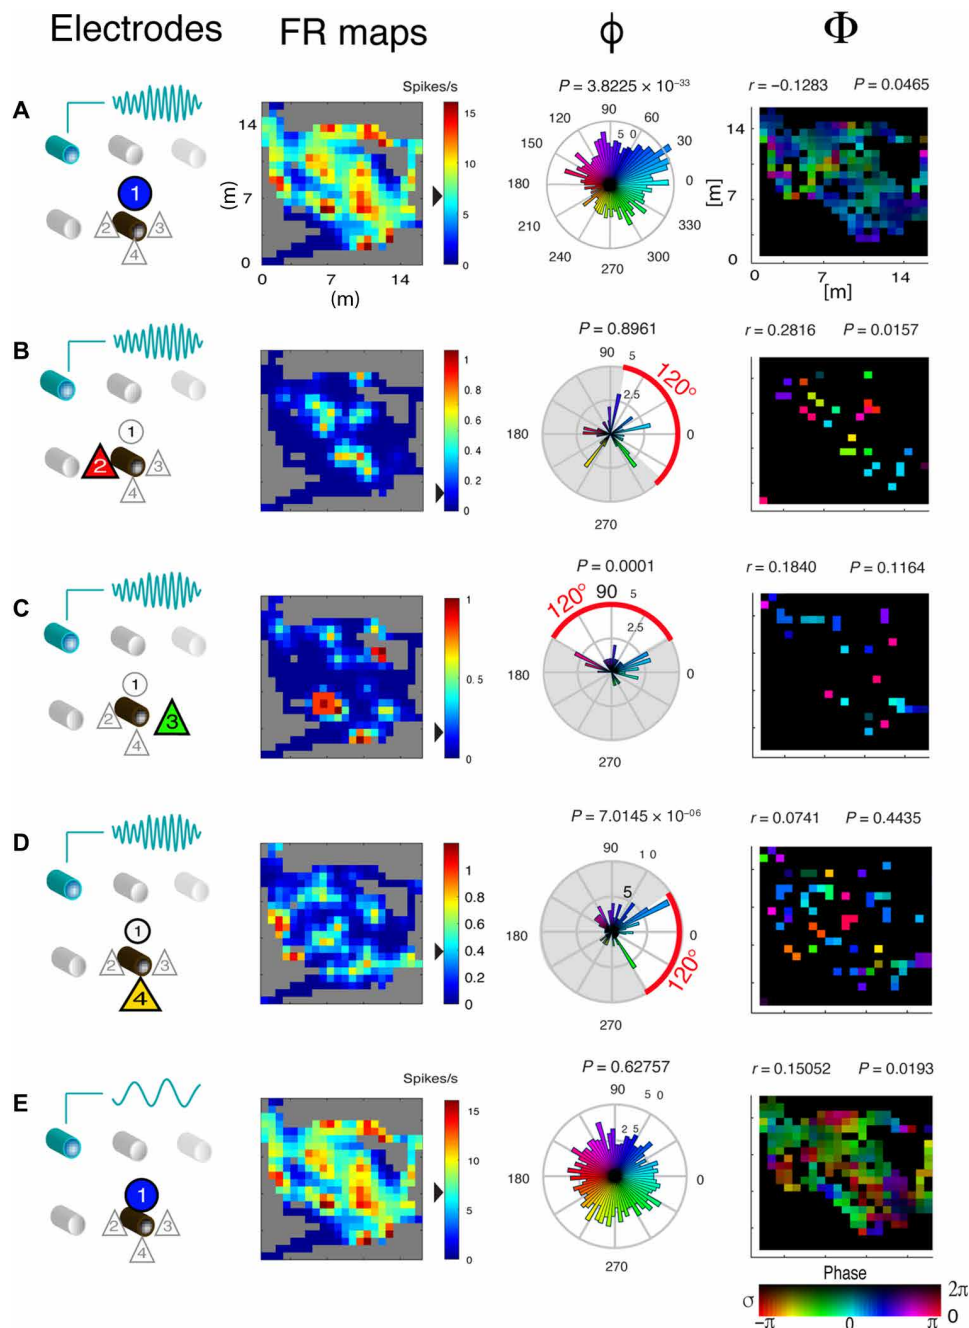 Electrodes FR maps ϕ Φ
A
1
2 3
4
Spikes/s
15
10
5
0
14
7
0
(m)
0 7 14
(m)
P = 3.8225 × 10⁻³³
90
120 60
150 30
180 0
210 330
240 300
270
5 0
r = −0.1283 P = 0.0465
14
7
0
[m]
0 7 14
[m]
B
1
2 3
4
1
0.8
0.6
0.4
0.2
0
P = 0.8961
90 5
120°
2.5
180 0
270
r = 0.2816 P = 0.0157
C
1
2 3
4
1
0.5
0
P = 0.0001
120° 90 5
2.5
180 0
270
r = 0.1840 P = 0.1164
D
1
2 3
4
1
0.8
0.6
0.4
0.2
0
P = 7.0145 × 10⁻⁰⁶
90 1 0
5
180 0
120°
270
r = 0.0741 P = 0.4435
E
1
2 3
4
Spikes/s
15
10
5
0
P = 0.62757
90 5 0
2 5
180 0
270
r = 0.15052 P = 0.0193
Phase
σ 2π
0
−π 0 π